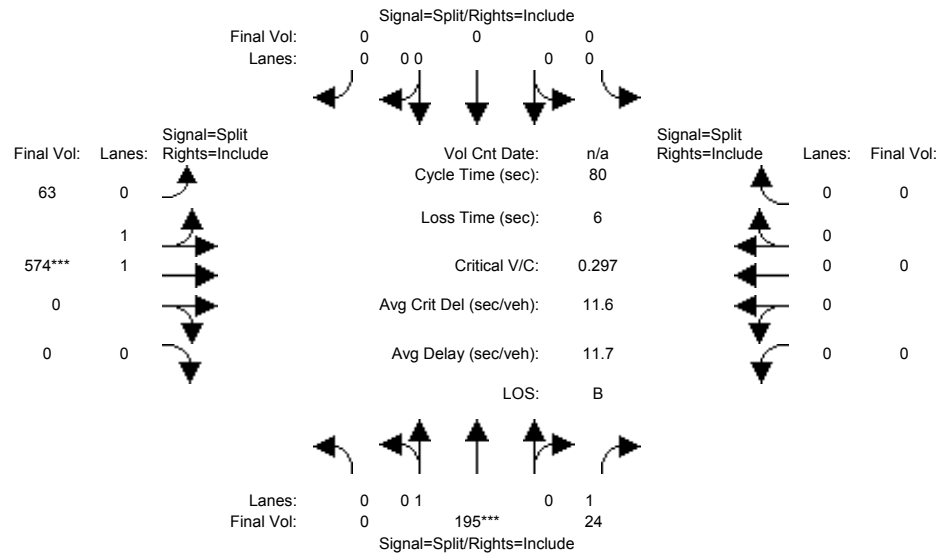 Signal=Split/Rights=Include
Final Vol: 0 0 0
Lanes: 0 0 0 0 0
Signal=Split
Final Vol: Lanes: Rights=Include
Vol Cnt Date: n/a
Signal=Split
Rights=Include Lanes: Final Vol:
Cycle Time (sec): 80
63 0
0 0
Loss Time (sec): 6
1
0
574*** 1
Critical V/C: 0.297
0 0
0
Avg Crit Del (sec/veh): 11.6
0
0 0
Avg Delay (sec/veh): 11.7
0 0
LOS: B
Lanes: 0 0 1 0 1
Final Vol: 0 195*** 24
Signal=Split/Rights=Include